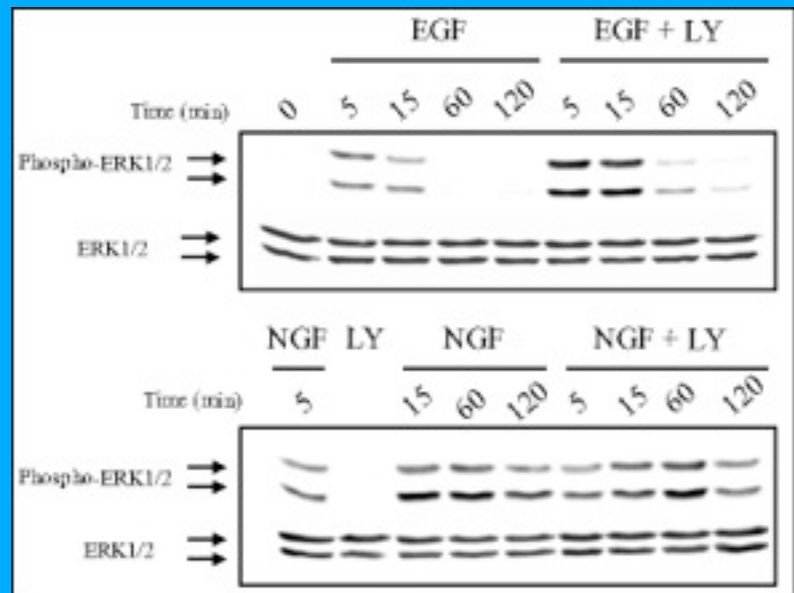 EGF EGF + LY
Time (min) 0 5 15 60 120 5 15 60 120
Phospho-ERK1/2
ERK1/2
NGF LY NGF NGF + LY
Time (min) 5 15 60 120 5 15 60 120
Phospho-ERK1/2
ERK1/2